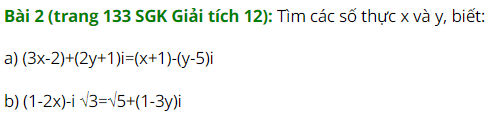 Bài 2 (trang 133 SGK Giải tích 12): Tìm các số thực x và y, biết:
a) (3x-2)+(2y+1)i=(x+1)-(y-5)i
b) (1-2x)-i √3=√5+(1-3y)i